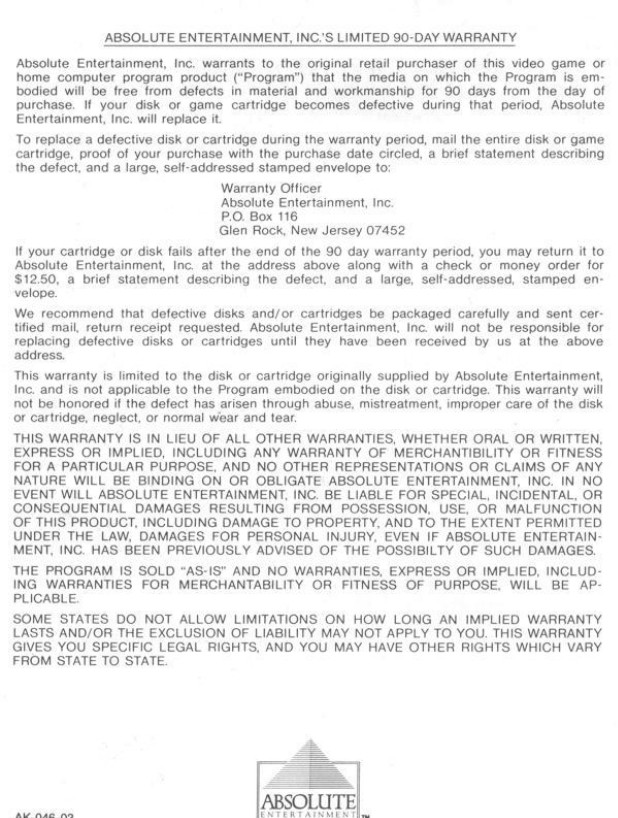 ABSOLUTE ENTERTAINMENT, INC.'S LIMITED 90-DAY WARRANTY
Absolute Entertainment, Inc. warrants to the original retail purchaser of this video game or
home computer program product (“Program”) that the media on which the Program is em-
bodied will be free from defects in material and workmanship for 90 days from the day of
purchase. If your disk or game cartridge becomes defective during that period, Absolute
Entertainment, Inc. will replace it.
To replace a defective disk or cartridge during the warranty period, mail the entire disk or game
cartridge, proof of your purchase with the purchase date circled, a brief statement describing
the defect, and a large, self-addressed stamped envelope to:
Warranty Officer
Absolute Entertainment, Inc.
P.O. Box 116
Glen Rock, New Jersey 07452
If your cartridge or disk fails after the end of the 90 day warranty period, you may return it to
Absolute Entertainment, Inc. at the address above along with a check or money order for
$12.50, a brief statement describing the defect, and a large, self-addressed, stamped en-
velope.
We recommend that defective disks and/or cartridges be packaged carefully and sent cer-
tified mail, return receipt requested. Absolute Entertainment, Inc. will not be responsible for
replacing defective disks or cartridges until they have been received by us at the above
address.
This warranty is limited to the disk or cartridge originally supplied by Absolute Entertainment,
Inc. and is not applicable to the Program embodied on the disk or cartridge. This warranty will
not be honored if the defect has arisen through abuse, mistreatment, improper care of the disk
or cartridge, neglect, or normal wear and tear.
THIS WARRANTY IS IN LIEU OF ALL OTHER WARRANTIES, WHETHER ORAL OR WRITTEN,
EXPRESS OR IMPLIED, INCLUDING ANY WARRANTY OF MERCHANTIBILITY OR FITNESS
FOR A PARTICULAR PURPOSE, AND NO OTHER REPRESENTATIONS OR CLAIMS OF ANY
NATURE WILL BE BINDING ON OR OBLIGATE ABSOLUTE ENTERTAINMENT, INC. IN NO
EVENT WILL ABSOLUTE ENTERTAINMENT, INC. BE LIABLE FOR SPECIAL, INCIDENTAL, OR
CONSEQUENTIAL DAMAGES RESULTING FROM POSSESSION, USE, OR MALFUNCTION
OF THIS PRODUCT, INCLUDING DAMAGE TO PROPERTY, AND TO THE EXTENT PERMITTED
UNDER THE LAW, DAMAGES FOR PERSONAL INJURY, EVEN IF ABSOLUTE ENTERTAIN-
MENT, INC. HAS BEEN PREVIOUSLY ADVISED OF THE POSSIBILTY OF SUCH DAMAGES.
THE PROGRAM IS SOLD “AS-IS” AND NO WARRANTIES, EXPRESS OR IMPLIED, INCLUD-
ING WARRANTIES FOR MERCHANTABILITY OR FITNESS OF PURPOSE, WILL BE AP-
PLICABLE.
SOME STATES DO NOT ALLOW LIMITATIONS ON HOW LONG AN IMPLIED WARRANTY
LASTS AND/OR THE EXCLUSION OF LIABILITY MAY NOT APPLY TO YOU. THIS WARRANTY
GIVES YOU SPECIFIC LEGAL RIGHTS, AND YOU MAY HAVE OTHER RIGHTS WHICH VARY
FROM STATE TO STATE.
ABSOLUTE
ENTERTAINMENT™
AK-046-02